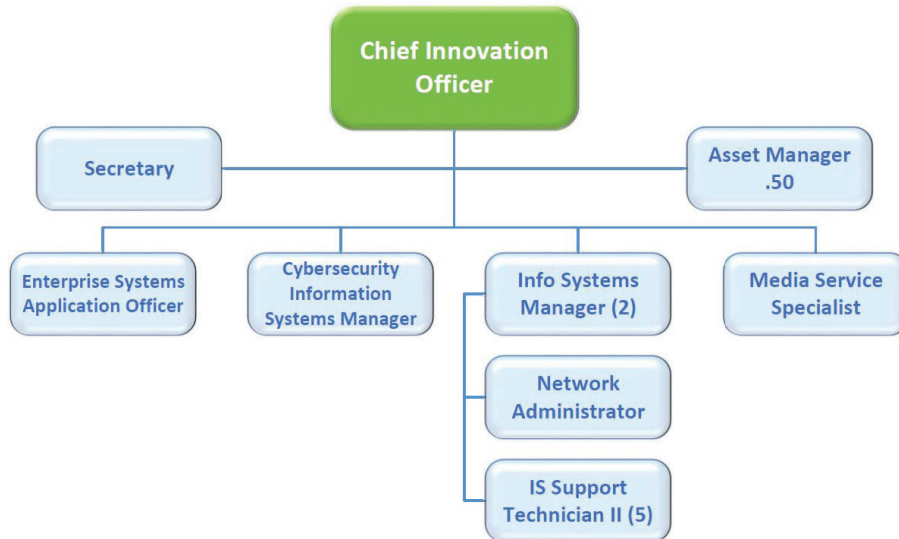 Chief Innovation
Officer
Secretary
Asset Manager
.50
Enterprise Systems
Application Officer
Cybersecurity
Information
Systems Manager
Info Systems
Manager (2)
Media Service
Specialist
Network
Administrator
IS Support
Technician II (5)